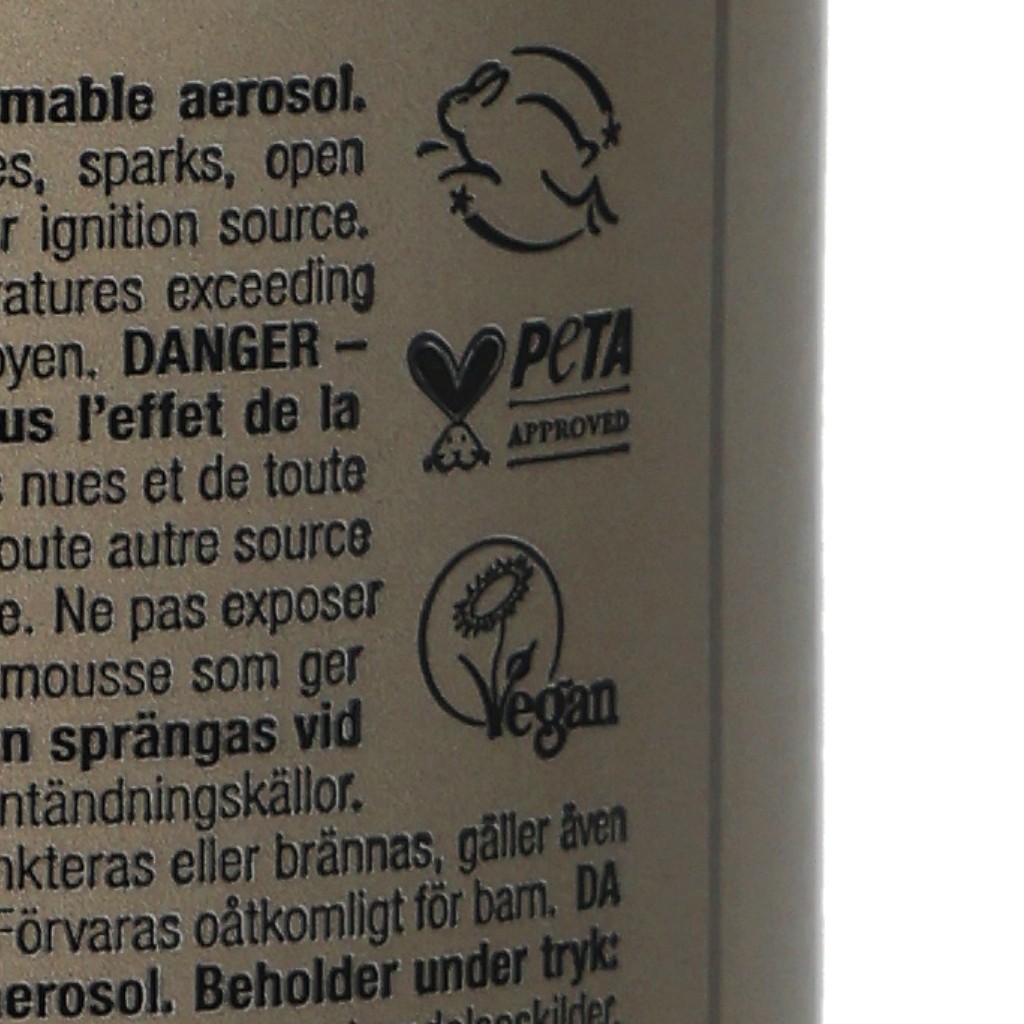 mable aerosol.
es, sparks, open
r ignition source.
ratures exceeding
oyen. DANGER –
us l'effet de la
s nues et de toute
oute autre source
e. Ne pas exposer
mousse som ger
n sprängas vid
ntändningskällor.
nkteras eller brännas, gäller även
Förvaras oåtkomligt för barn. DA
aerosol. Beholder under tryk:
PETA
APPROVED
Vegan